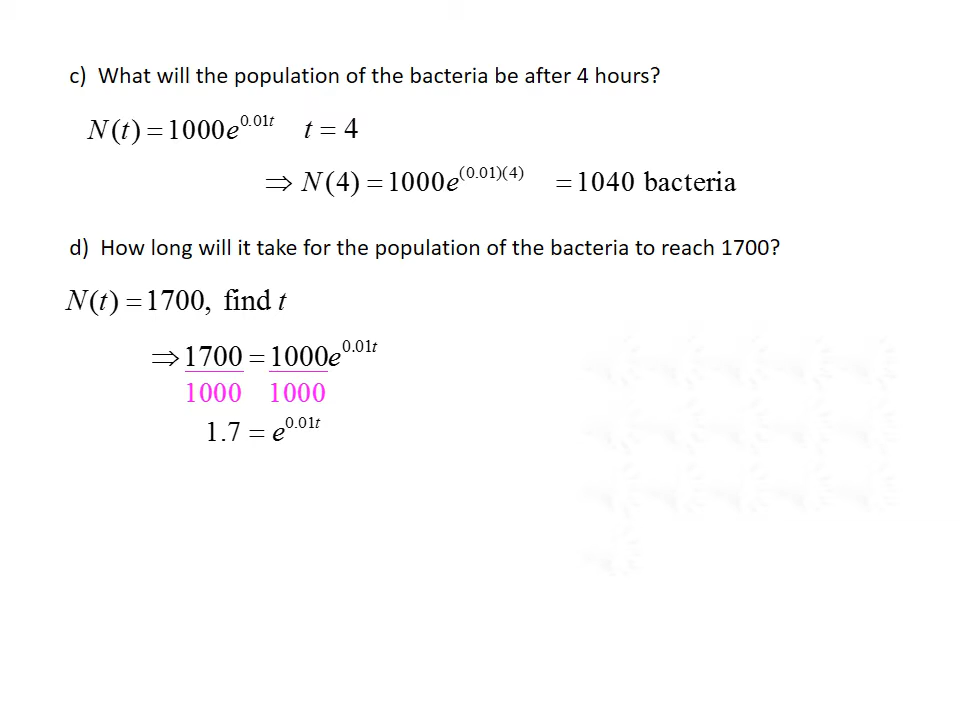 c) What will the population of the bacteria be after 4 hours?
N(t) = 1000e^{0.01t} t = 4
⇒ N(4) = 1000e^{(0.01)(4)} = 1040 bacteria
d) How long will it take for the population of the bacteria to reach 1700?
N(t) = 1700, find t
⇒ 1700 = 1000e^{0.01t}
1000 1000
1.7 = e^{0.01t}